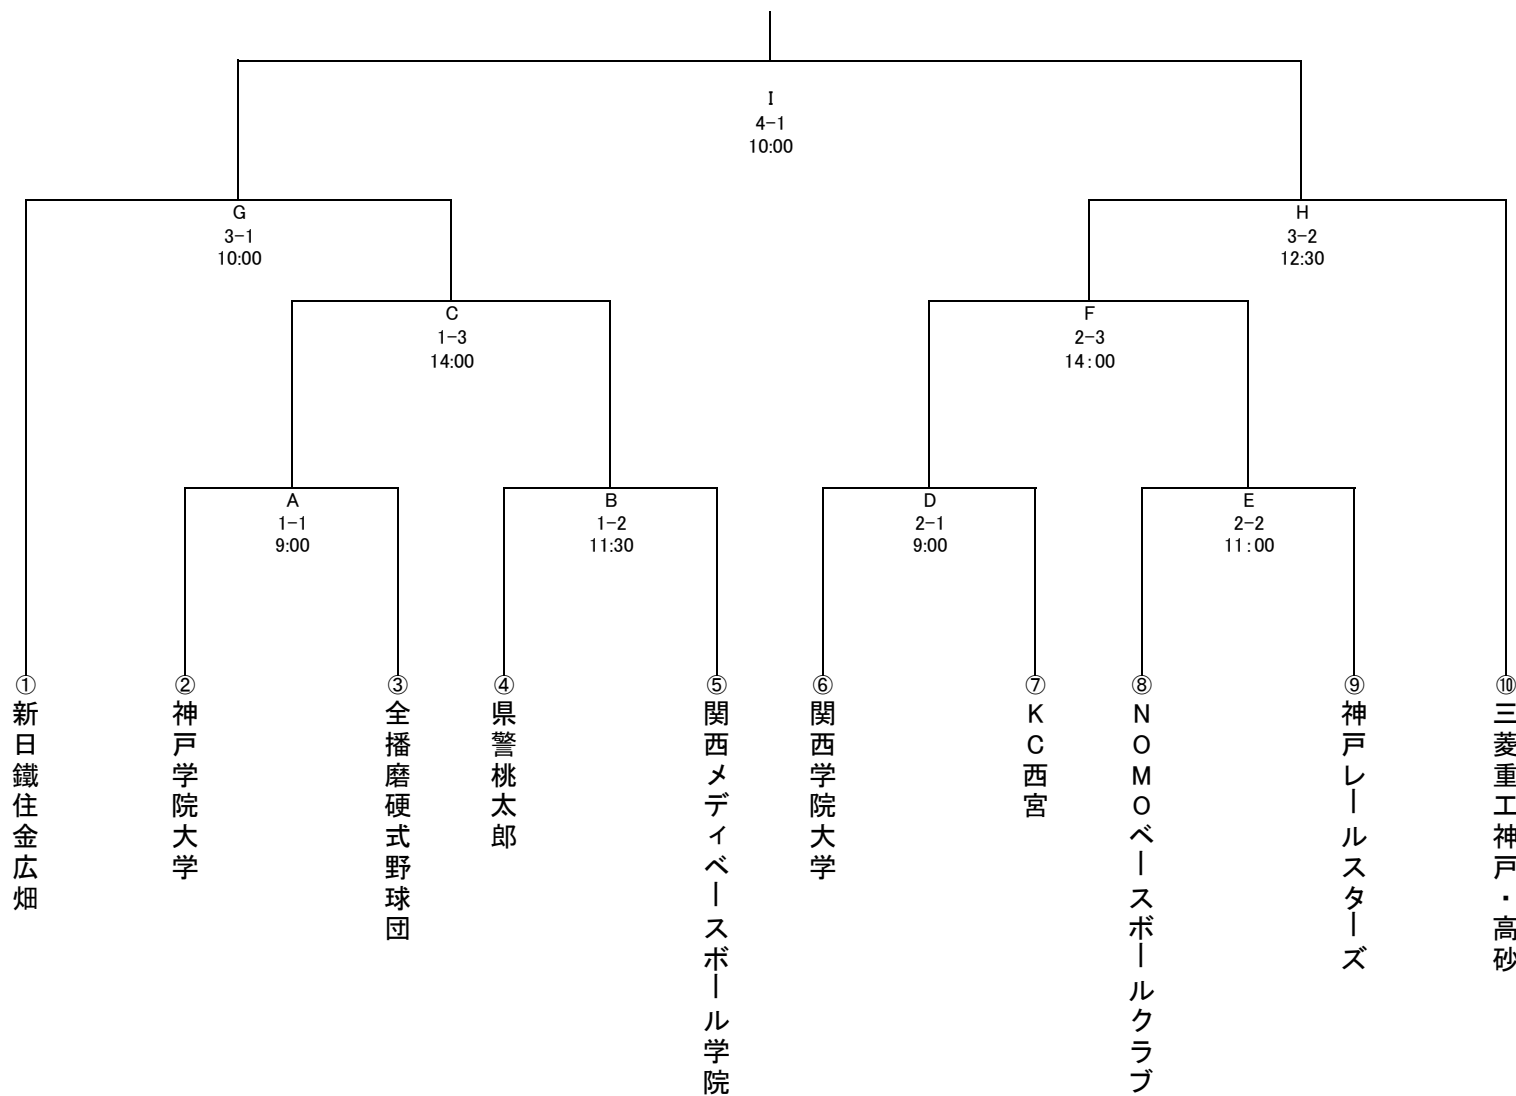 I
4-1
10:00
G
3-1
10:00
H
3-2
12:30
C
1-3
14:00
F
2-3
14:00
A
1-1
9:00
B
1-2
11:30
D
2-1
9:00
E
2-2
11:00
①新日鐵住金広畑
②神戸学院大学
③全播磨硬式野球団
④県警桃太郎
⑤関西メディベースボール学院
⑥関西学院大学
⑦KC西宮
⑧NOMOベースボールクラブ
⑨神戸レールスターズ
⑩三菱重工神戸・高砂